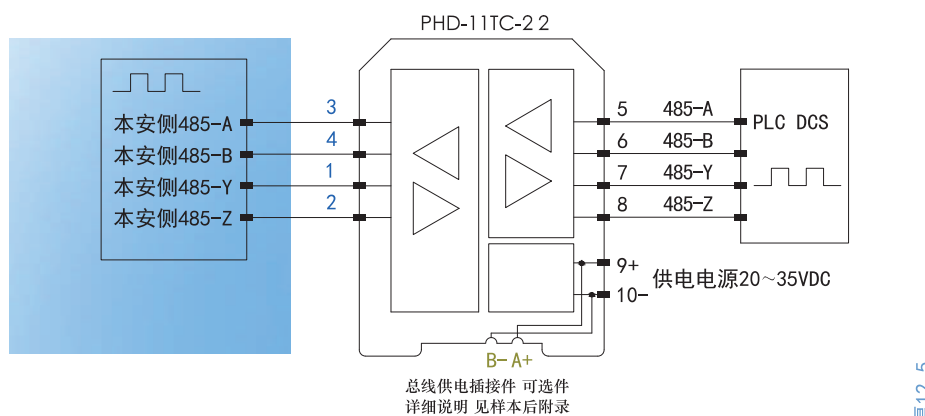 PHD-11TC-22
本安侧485-A
3
5
485-A
PLC DCS
本安侧485-B
4
6
485-B
本安侧485-Y
1
7
485-Y
本安侧485-Z
2
8
485-Z
9+
10-
供电电源20~35VDC
B- A+
总线供电插接件 可选件
详细说明 见样本后附录
12.5